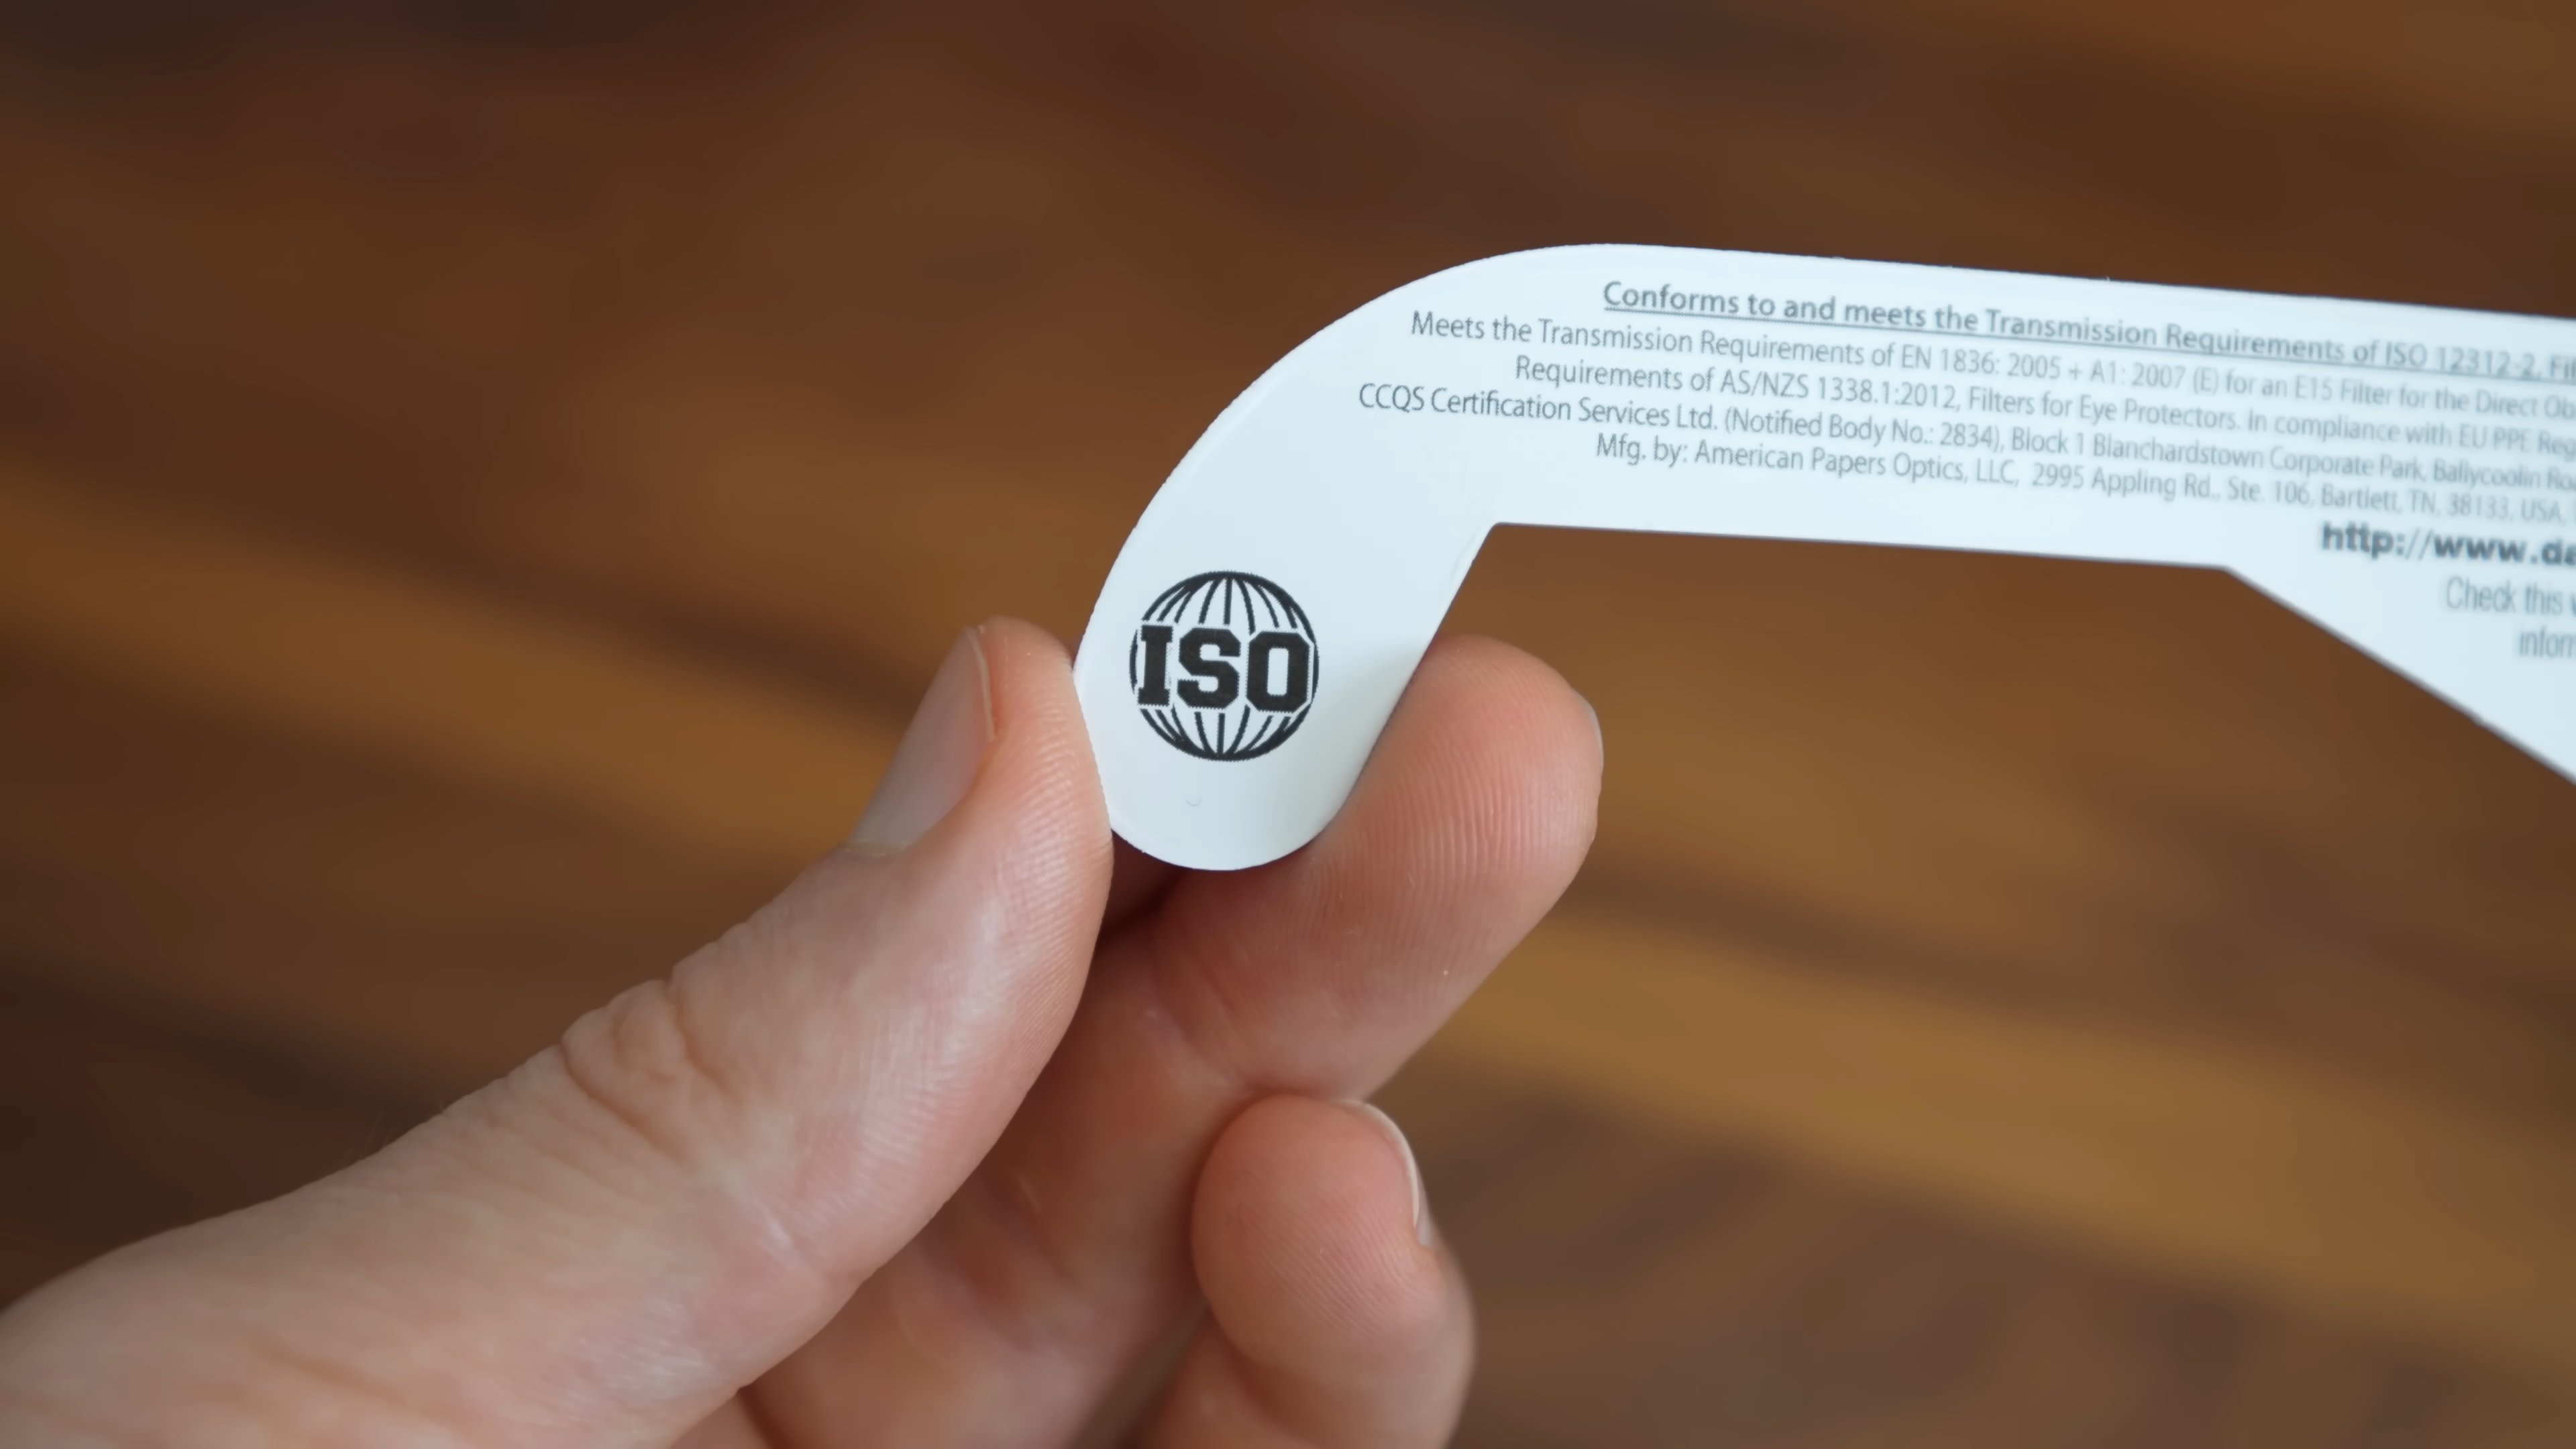 Conforms to and meets the Transmission Requirements of ISO 12312-2,
Meets the Transmission Requirements of EN 1836: 2005 + A1: 2007 (E) for an E15 Filter for the Direct
Requirements of AS/NZS 1338.1:2012, Filters for Eye Protectors. In compliance with EU PPE
CCQS Certification Services Ltd. (Notified Body No.: 2834), Block 1 Blanchardstown Corporate Park, Ballycoolin
Mfg. by: American Papers Optics, LLC, 2995 Appling Rd., Ste. 106, Bartlett, TN, 38133, USA,
http://www.da
Check this
ISO